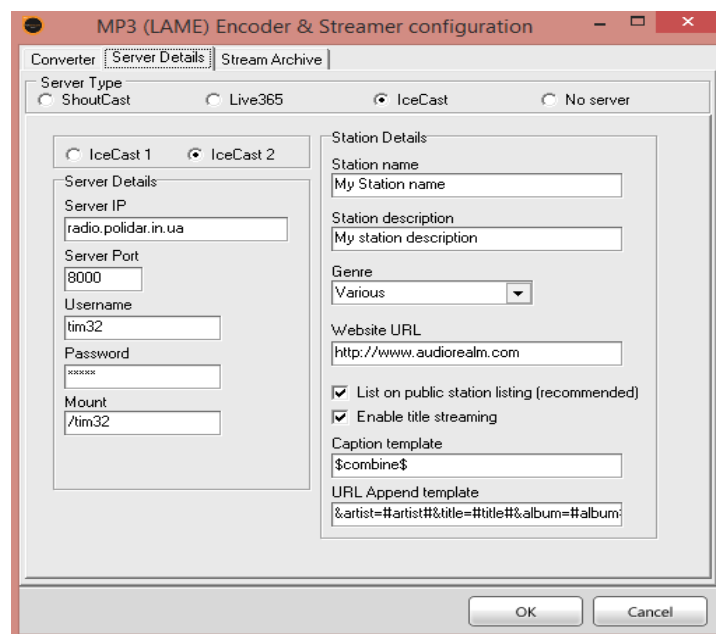 MP3 (LAME) Encoder & Streamer configuration
Converter Server Details Stream Archive
Server Type
ShoutCast Live365 IceCast No server
IceCast 1 IceCast 2
Server Details
Server IP
radio.polidar.in.ua
Server Port
8000
Username
tim32
Password
*****
Mount
/tim32
Station Details
Station name
My Station name
Station description
My station description
Genre
Various
Website URL
http://www.audiorealm.com
List on public station listing (recommended)
Enable title streaming
Caption template
$combine$
URL Append template
&artist=#artist#&title=#title#&album=#album#
OK Cancel